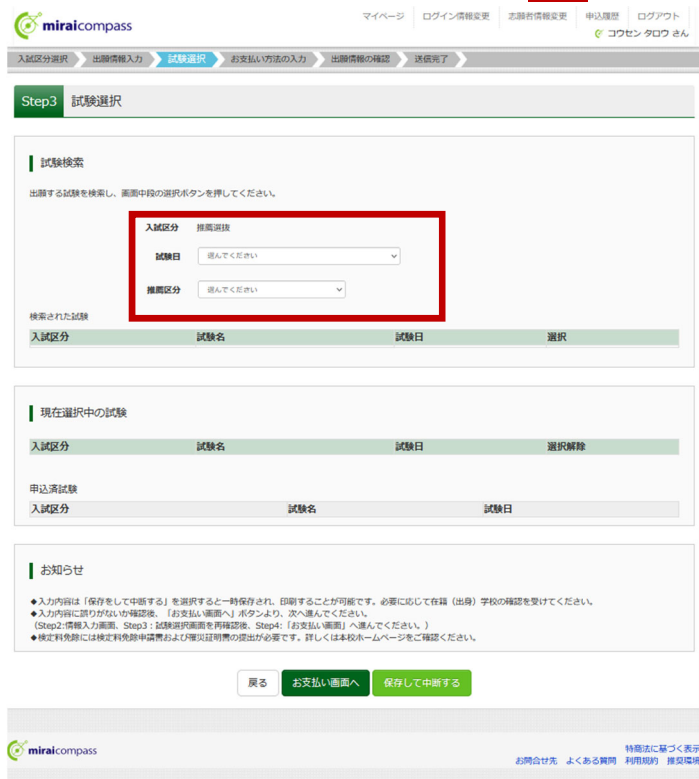 miraicompass
マイページ ログイン情報変更 志願者情報変更 申込履歴 ログアウト
コウセン タロウ さん
入試区分選択 出願情報入力 試験選択 お支払い方法の入力 出願情報の確認 送信完了
Step3 試験選択
試験検索
出願する試験を検索し、画面中段の選択ボタンを押してください。
入試区分 推薦選抜
試験日 選んでください
推薦区分 選んでください
検索された試験
入試区分 試験名 試験日 選択
現在選択中の試験
入試区分 試験名 試験日 選択解除
申込済試験
入試区分 試験名 試験日
お知らせ
◆入力内容は「保存をして中断する」を選択すると一時保存され、印刷することが可能です。必要に応じて在籍（出身）学校の確認を受けてください。
◆入力内容に誤りがないか確認後、「お支払い画面へ」ボタンより、次へ進んでください。
(Step2:情報入力画面、Step3：試験選択画面を再確認後、Step4:「お支払い画面」へ進んでください。)
◆検定料免除には検定料免除申請書および罹災証明書の提出が必要です。詳しくは本校ホームページをご確認ください。
戻る お支払い画面へ 保存して中断する
miraicompass
特商法に基づく表示
お問合せ先 よくある質問 利用規約 推奨環境